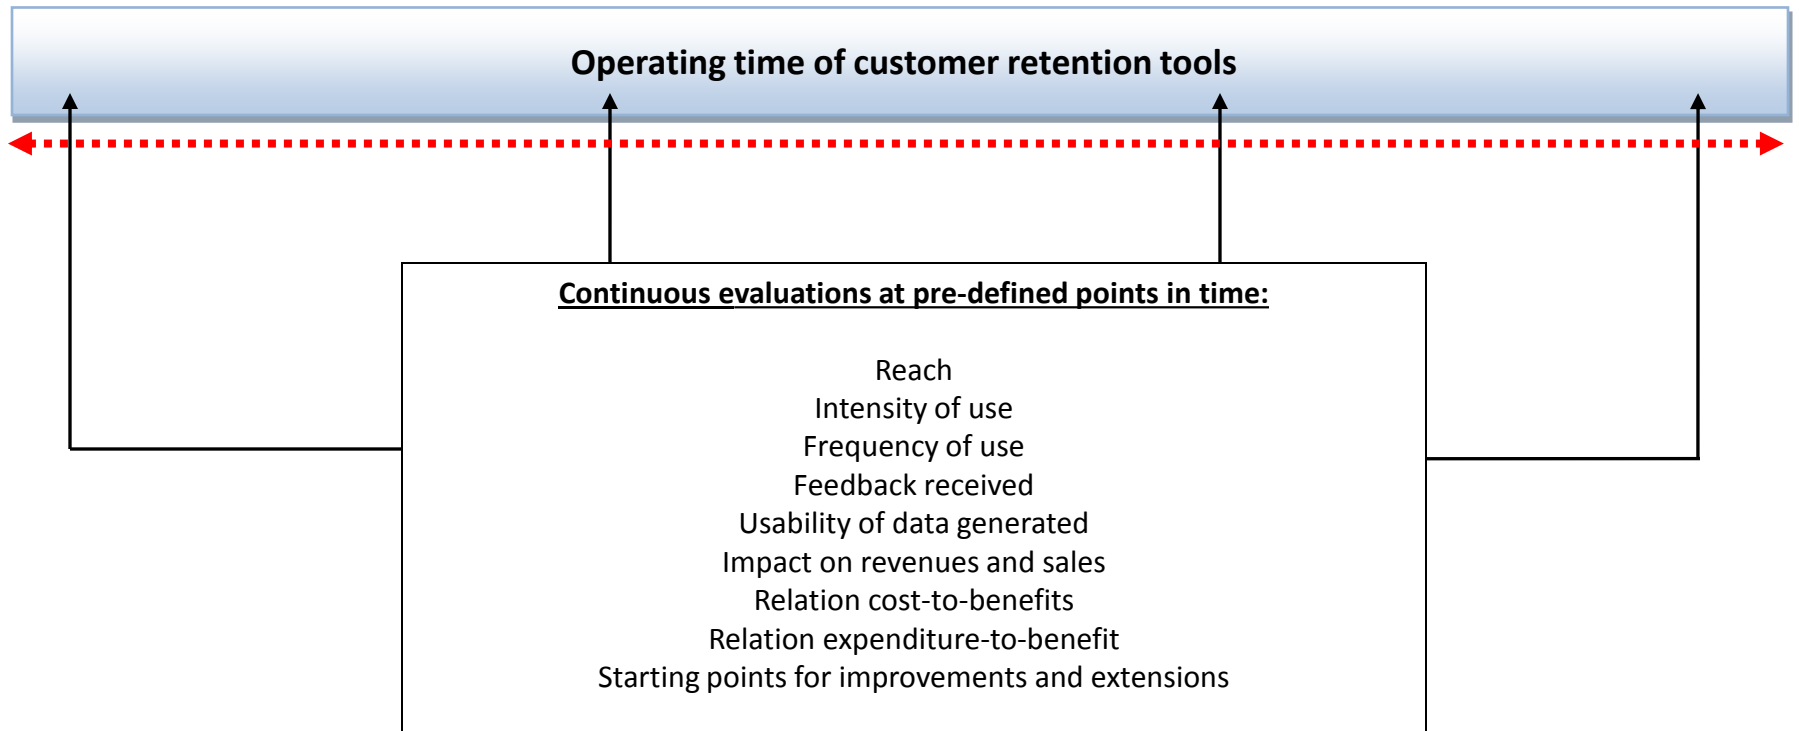 Operating time of customer retention tools
Continuous evaluations at pre-defined points in time:
Reach
Intensity of use
Frequency of use
Feedback received
Usability of data generated
Impact on revenues and sales
Relation cost-to-benefits
Relation expenditure-to-benefit
Starting points for improvements and extensions